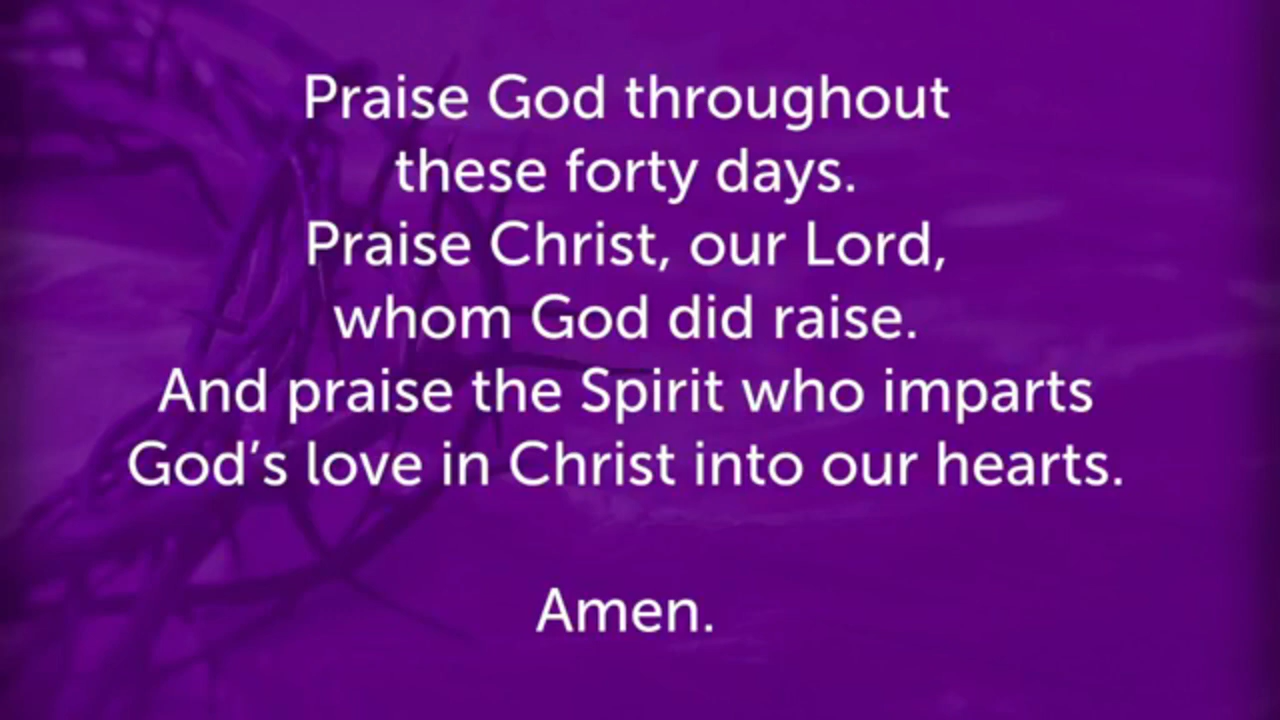 Praise God throughout
these forty days.
Praise Christ, our Lord,
whom God did raise.
And praise the Spirit who imparts
God’s love in Christ into our hearts.
Amen.